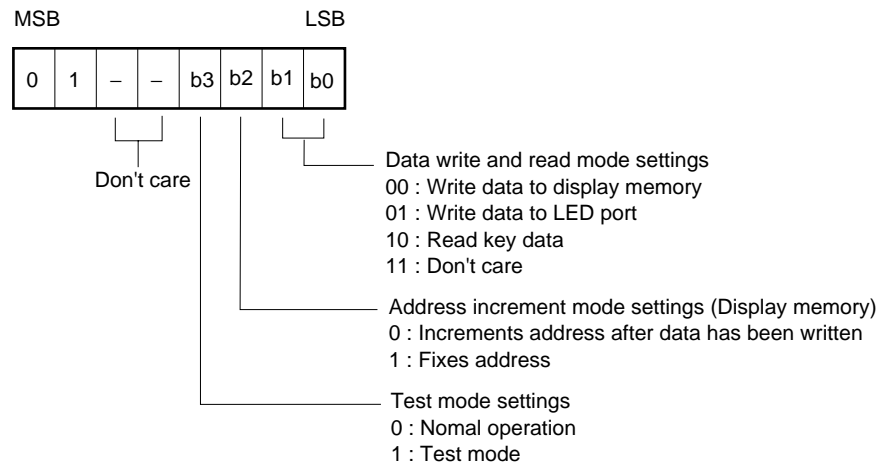 MSB LSB
0 1 – – b3 b2 b1 b0
Don't care
Data write and read mode settings
00 : Write data to display memory
01 : Write data to LED port
10 : Read key data
11 : Don't care
Address increment mode settings (Display memory)
0 : Increments address after data has been written
1 : Fixes address
Test mode settings
0 : Nomal operation
1 : Test mode